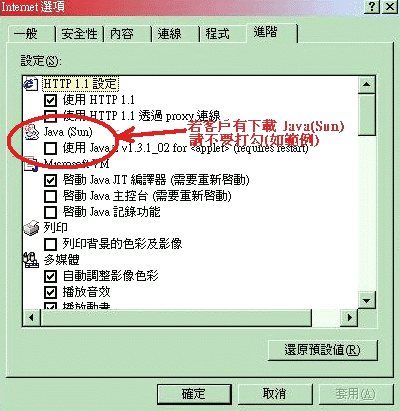 Internet 選項
一般 安全性 內容 連線 程式 進階
設定(S):
HTTP 1.1 設定
使用 HTTP 1.1
使用 HTTP 1.1 透過 proxy 連線
Java (Sun)
若客戶有下載 Java(Sun)
請不要打勾(如範例)
使用 Java 2 v1.3.1_02 for <applet> (requires restart)
Microsoft VM
啟動 Java JIT 編譯器 (需要重新啟動)
啟動 Java 主控台 (需要重新啟動)
啟動 Java 記錄功能
列印
列印背景的色彩及影像
多媒體
自動調整影像色彩
播放音效
播放動畫
還原預設值(R)
確定 取消 套用(A)